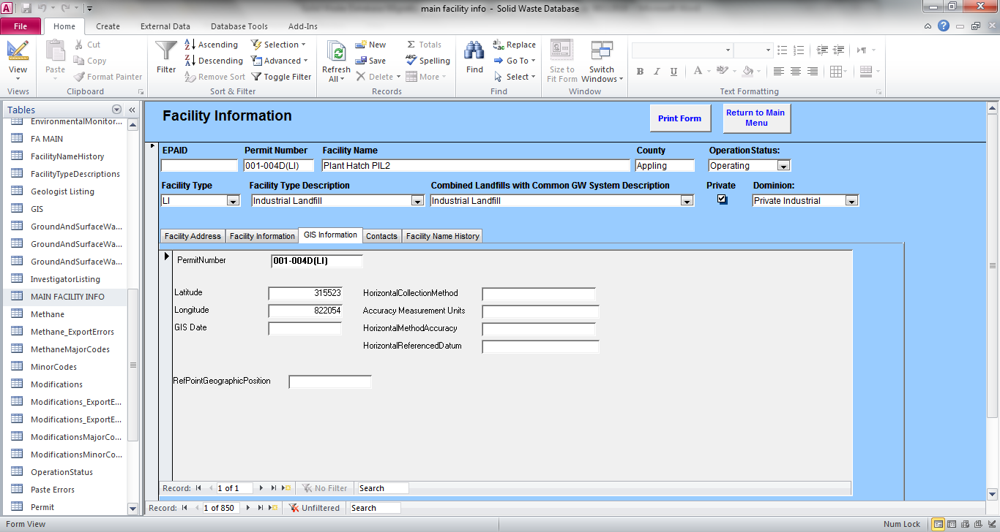 main facility info - Solid Waste Database
File Home Create External Data Database Tools Add-Ins
View Paste Cut Copy Format Painter
Filter Ascending Descending Remove Sort Selection Advanced Toggle Filter
Refresh All New Save Delete Totals Spelling More
Find Replace Go To Select
Size to Fit Form Switch Windows
B I U A ab
Views Clipboard Sort & Filter Records Find Window Text Formatting
Tables
EnvironmentalMonitor...
FA MAIN
FacilityNameHistory
FacilityTypeDescriptions
Geologist Listing
GIS
GroundAndSurfaceWa...
GroundAndSurfaceWa...
GroundAndSurfaceWa...
InvestigatorListing
MAIN FACILITY INFO
Methane
Methane_ExportErrors
MethaneMajorCodes
MinorCodes
Modifications
Modifications_ExportE...
Modifications_ExportE...
ModificationsMajorCo...
ModificationsMinorCo...
OperationStatus
Paste Errors
Permit
Facility Information
Print Form
Return to Main
Menu
EPAID Permit Number Facility Name County OperationStatus:
001-004D(LI) Plant Hatch PIL2 Appling Operating
Facility Type Facility Type Description Combined Landfills with Common GW System Description Private Dominion:
LI Industrial Landfill Industrial Landfill Private Industrial
Facility Address Facility Information GIS Information Contacts Facility Name History
PermitNumber 001-004D(LI)
Latitude 315523 HorizontalCollectionMethod
Longitude 822054 Accuracy Measurement Units
GIS Date HorizontalMethodAccuracy
HorizontalReferencedDatum
RefPointGeographicPosition
Record: 1 of 1 No Filter Search
Record: 1 of 850 Unfiltered Search
Form View Num Lock